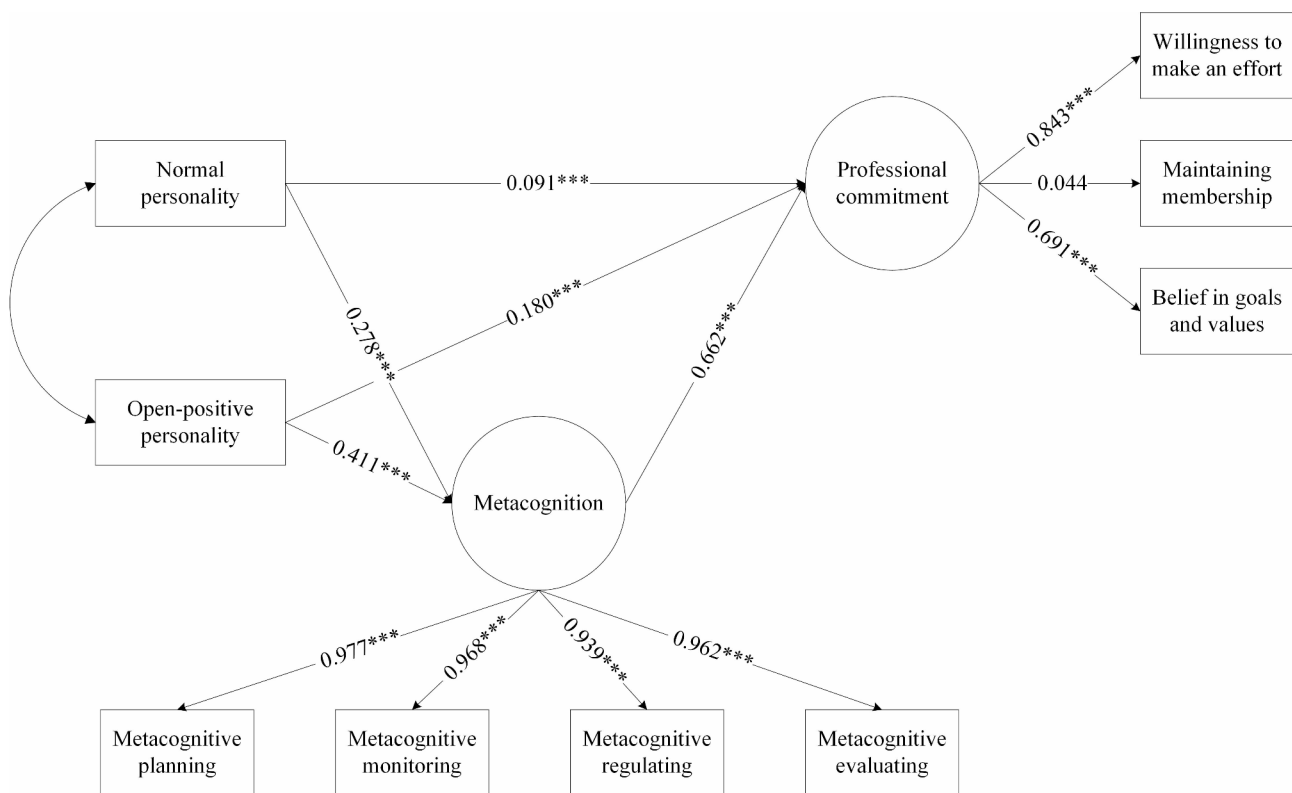 Willingness to
make an effort
0.843***
Normal
personality
0.091***
Professional
commitment
0.044
Maintaining
membership
0.691***
Belief in goals
and values
0.278***
0.180***
0.662***
Open-positive
personality
0.411***
Metacognition
0.977***
0.968***
0.939***
0.962***
Metacognitive
planning
Metacognitive
monitoring
Metacognitive
regulating
Metacognitive
evaluating